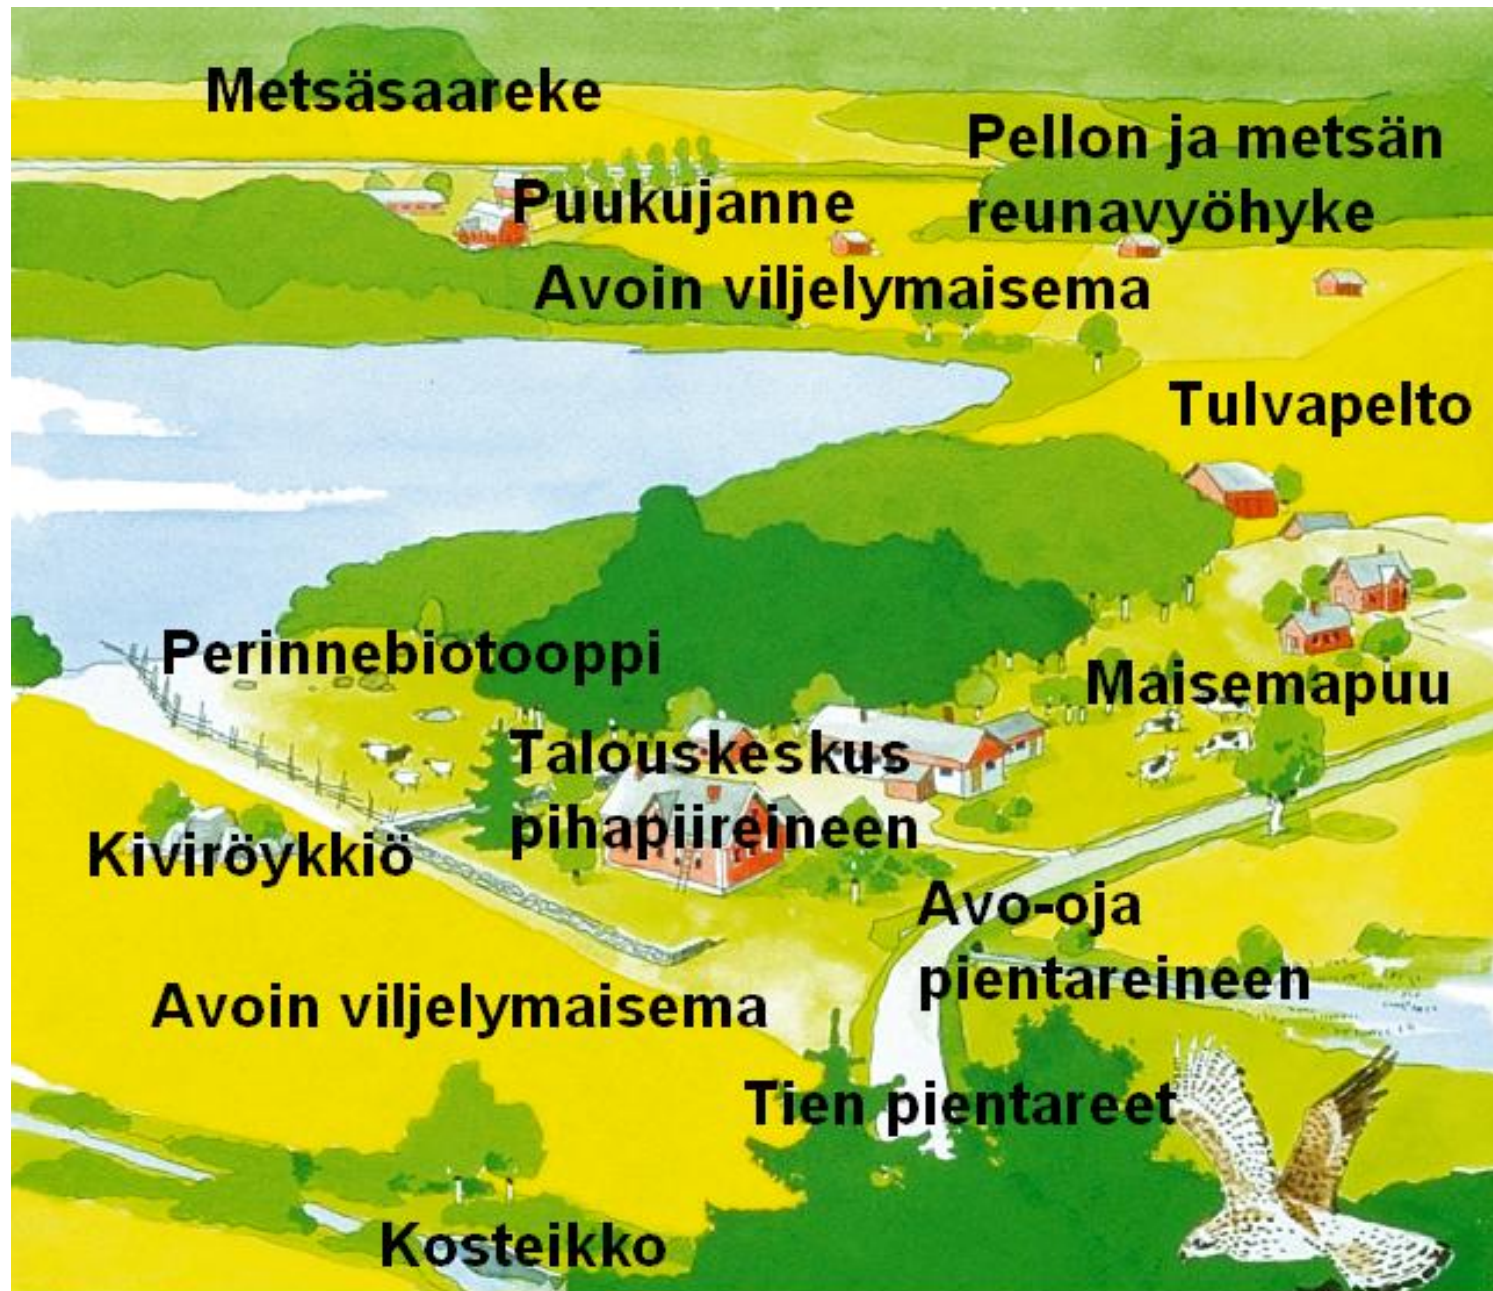 Metsäsaareke
Pellon ja metsän
reunavyöhyke
Puukujanne
Avoin viljelymaisema
Tulvapelto
Perinnebiotooppi
Maisemapuu
Talouskeskus
pihapiireineen
Kiviröykkiö
Avo-oja
pientareineen
Avoin viljelymaisema
Tien pientareet
Kosteikko